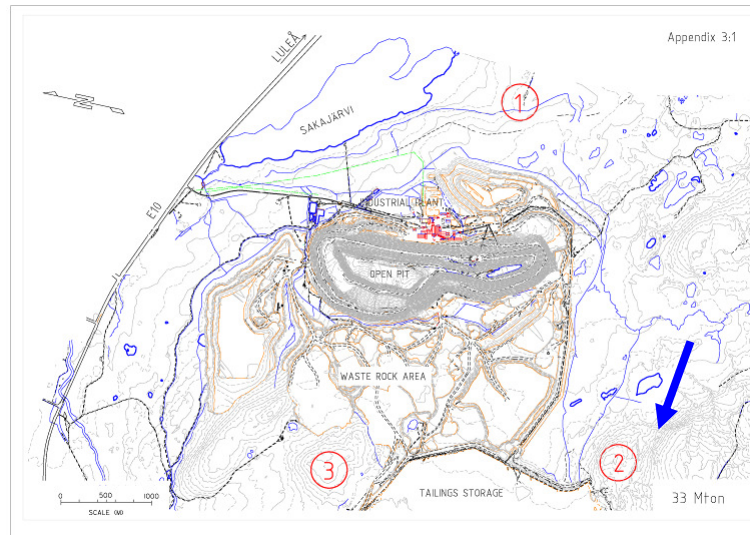 Appendix 3:1
LULEÅ
1
SAKAJÄRVI
N
E10
INDUSTRIAL PLANT
OPEN PIT
WASTE ROCK AREA
3
2
TAILINGS STORAGE
33 Mton
0 500 1000
SCALE (M)